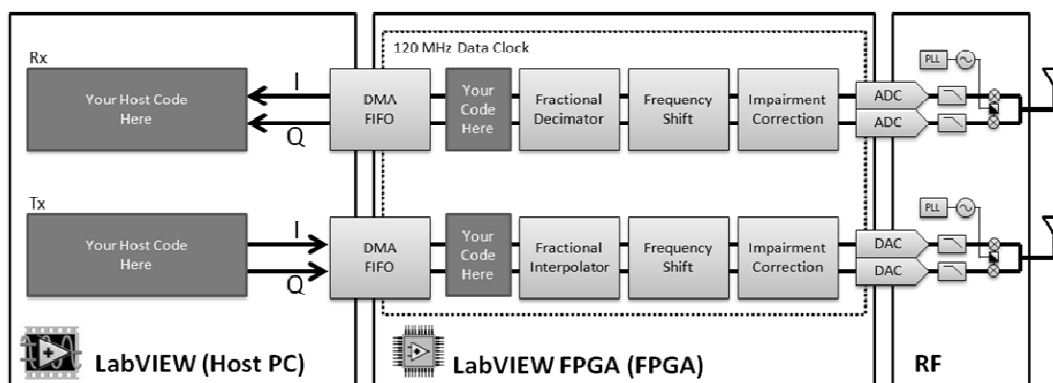 120 MHz Data Clock
Rx
Your Host Code
Here
I
Q
DMA
FIFO
Your
Code
Here
Fractional
Decimator
Frequency
Shift
Impairment
Correction
ADC
ADC
PLL
Tx
Your Host Code
Here
I
Q
DMA
FIFO
Your
Code
Here
Fractional
Interpolator
Frequency
Shift
Impairment
Correction
DAC
DAC
PLL
LabVIEW (Host PC)
LabVIEW FPGA (FPGA)
RF